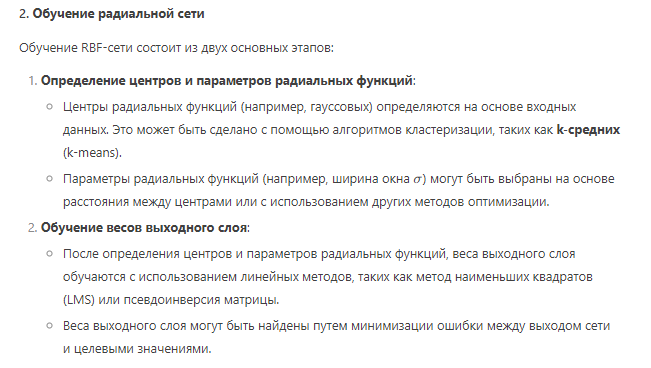 2. Обучение радиальной сети
Обучение RBF-сети состоит из двух основных этапов:
1. Определение центров и параметров радиальных функций:
Центры радиальных функций (например, гауссовых) определяются на основе входных
данных. Это может быть сделано с помощью алгоритмов кластеризации, таких как k-средних
(k-means).
Параметры радиальных функций (например, ширина окна σ) могут быть выбраны на основе
расстояния между центрами или с использованием других методов оптимизации.
2. Обучение весов выходного слоя:
После определения центров и параметров радиальных функций, веса выходного слоя
обучаются с использованием линейных методов, таких как метод наименьших квадратов
(LMS) или псевдоинверсия матрицы.
Веса выходного слоя могут быть найдены путем минимизации ошибки между выходом сети
и целевыми значениями.